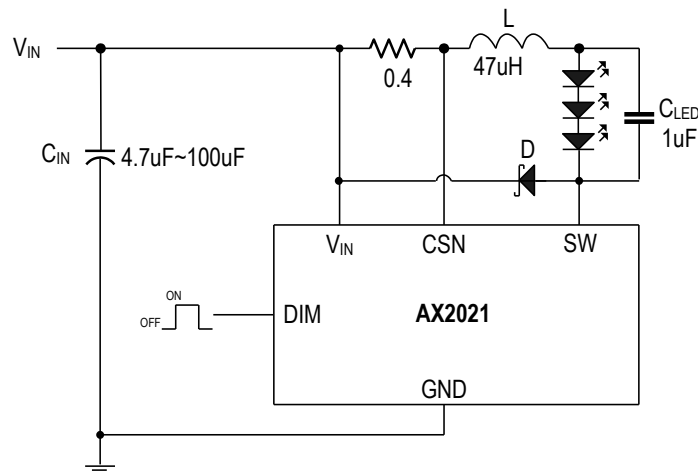 L
VIN
0.4
47uH
CLED
1uF
D
CIN
4.7uF~100uF
VIN
CSN
SW
ON
OFF
DIM
AX2021
GND